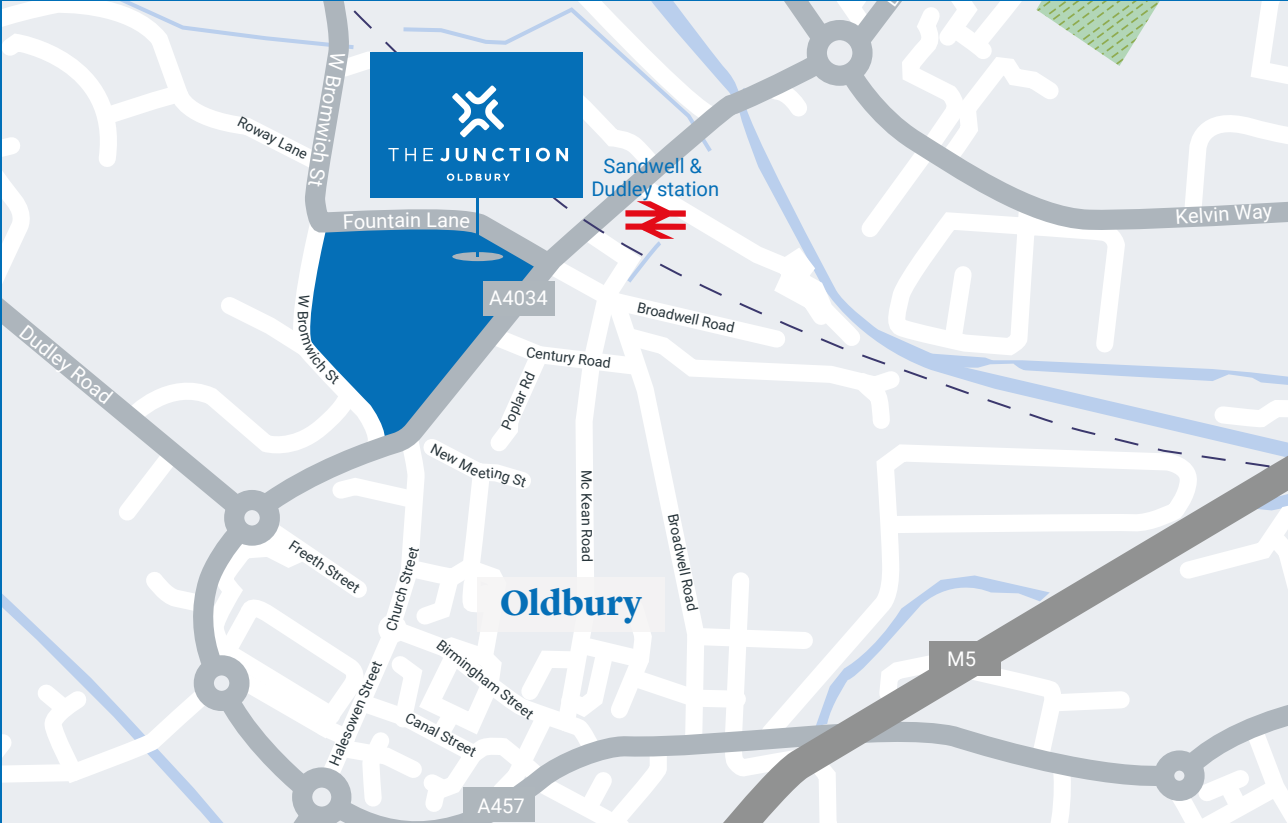 W Bromwich St
Roway Lane
THE JUNCTION
OLDBURY
Sandwell &
Dudley station
Fountain Lane
Kelvin Way
A4034
W Bromwich St
Broadwell Road
Dudley Road
Century Road
Poplar Rd
New Meeting St
Mc Kean Road
Broadwell Road
Freeth Street
Church Street
Oldbury
Birmingham Street
M5
Halesowen Street
Canal Street
A457